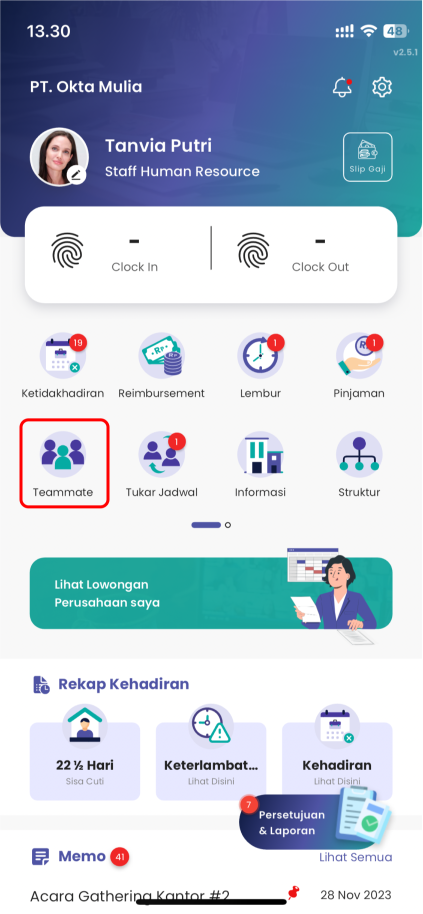 13.30
48
v2.5.1
PT. Okta Mulia
Tanvia Putri
Staff Human Resource
Slip Gaji
-
Clock In
-
Clock Out
19
Ketidakhadiran
Rp
Reimbursement
1
Lembur
1
Pinjaman
Teammate
1
Tukar Jadwal
Informasi
Struktur
Lihat Lowongan
Perusahaan saya
Rekap Kehadiran
22 ½ Hari
Sisa Cuti
Keterlambat...
Lihat Disini
Kehadiran
Lihat Disini
7
Persetujuan
& Laporan
Memo 41
Lihat Semua
Acara Gathering Kantor #2
28 Nov 2023